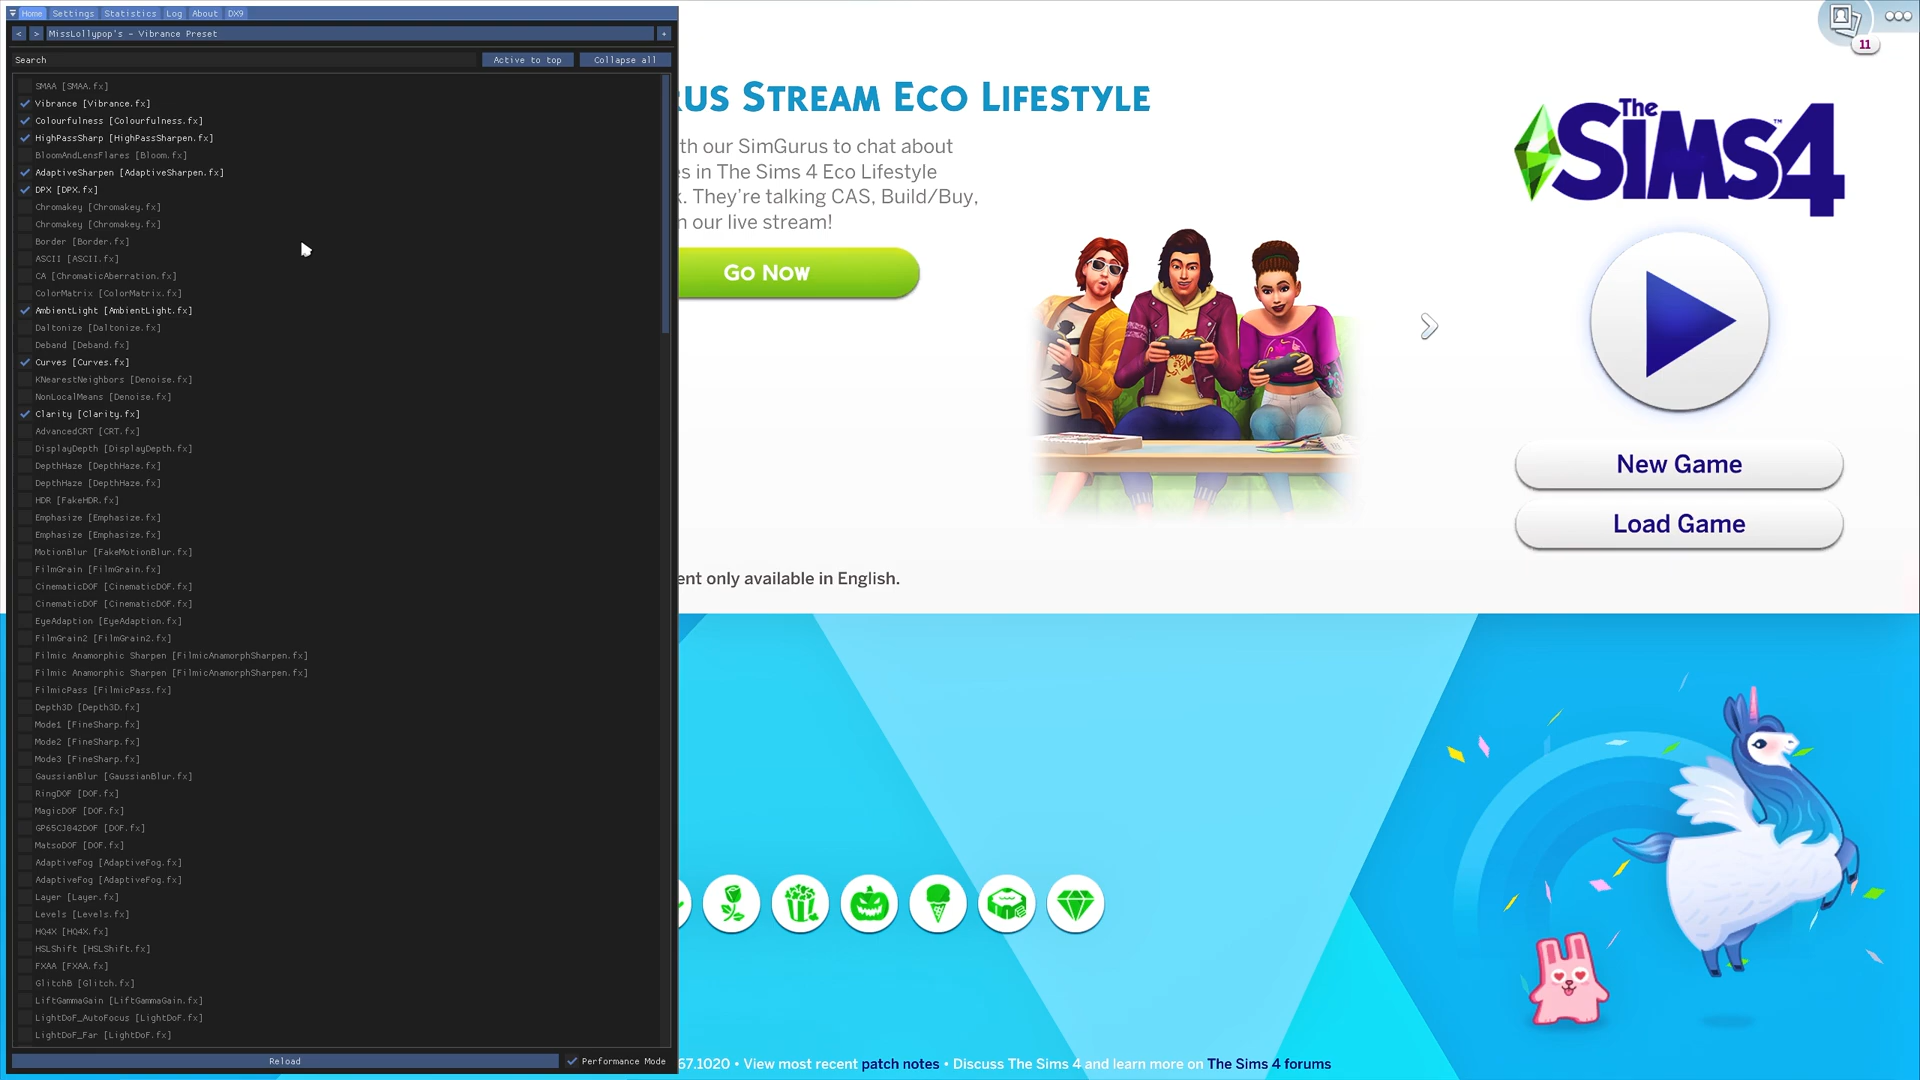 Home Settings Statistics Log About DX9
< > MissLollypop's - Vibrance Preset +
Search Active to top Collapse all
SMAA [SMAA.fx]
Vibrance [Vibrance.fx]
Colourfulness [Colourfulness.fx]
HighPassSharp [HighPassSharpen.fx]
BloomAndLensFlares [Bloom.fx]
AdaptiveSharpen [AdaptiveSharpen.fx]
DPX [DPX.fx]
Chromakey [Chromakey.fx]
Chromakey [Chromakey.fx]
Border [Border.fx]
ASCII [ASCII.fx]
CA [ChromaticAberration.fx]
ColorMatrix [ColorMatrix.fx]
AmbientLight [AmbientLight.fx]
Daltonize [Daltonize.fx]
Deband [Deband.fx]
Curves [Curves.fx]
KNearestNeighbors [Denoise.fx]
NonLocalMeans [Denoise.fx]
Clarity [Clarity.fx]
AdvancedCRT [CRT.fx]
DisplayDepth [DisplayDepth.fx]
DepthHaze [DepthHaze.fx]
DepthHaze [DepthHaze.fx]
HDR [FakeHDR.fx]
Emphasize [Emphasize.fx]
Emphasize [Emphasize.fx]
MotionBlur [FakeMotionBlur.fx]
FilmGrain [FilmGrain.fx]
CinematicDOF [CinematicDOF.fx]
CinematicDOF [CinematicDOF.fx]
EyeAdaption [EyeAdaption.fx]
FilmGrain2 [FilmGrain2.fx]
Filmic Anamorphic Sharpen [FilmicAnamorphSharpen.fx]
Filmic Anamorphic Sharpen [FilmicAnamorphSharpen.fx]
FilmicPass [FilmicPass.fx]
Depth3D [Depth3D.fx]
Mode1 [FineSharp.fx]
Mode2 [FineSharp.fx]
Mode3 [FineSharp.fx]
GaussianBlur [GaussianBlur.fx]
RingDOF [DOF.fx]
MagicDOF [DOF.fx]
GP65CJ042DOF [DOF.fx]
MatsoDOF [DOF.fx]
AdaptiveFog [AdaptiveFog.fx]
AdaptiveFog [AdaptiveFog.fx]
Layer [Layer.fx]
Levels [Levels.fx]
HQ4X [HQ4X.fx]
HSLShift [HSLShift.fx]
FXAA [FXAA.fx]
GlitchB [Glitch.fx]
LiftGammaGain [LiftGammaGain.fx]
LightDoF_AutoFocus [LightDoF.fx]
LightDoF_Far [LightDoF.fx]
Reload Performance Mode
RUS STREAM ECO LIFESTYLE
th our SimGurus to chat about
es in The Sims 4 Eco Lifestyle
k. They're talking CAS, Build/Buy,
n our live stream!
Go Now
ent only available in English.
11
The SIMS 4 ™
New Game
Load Game
67.1020 • View most recent patch notes • Discuss The Sims 4 and learn more on The Sims 4 forums